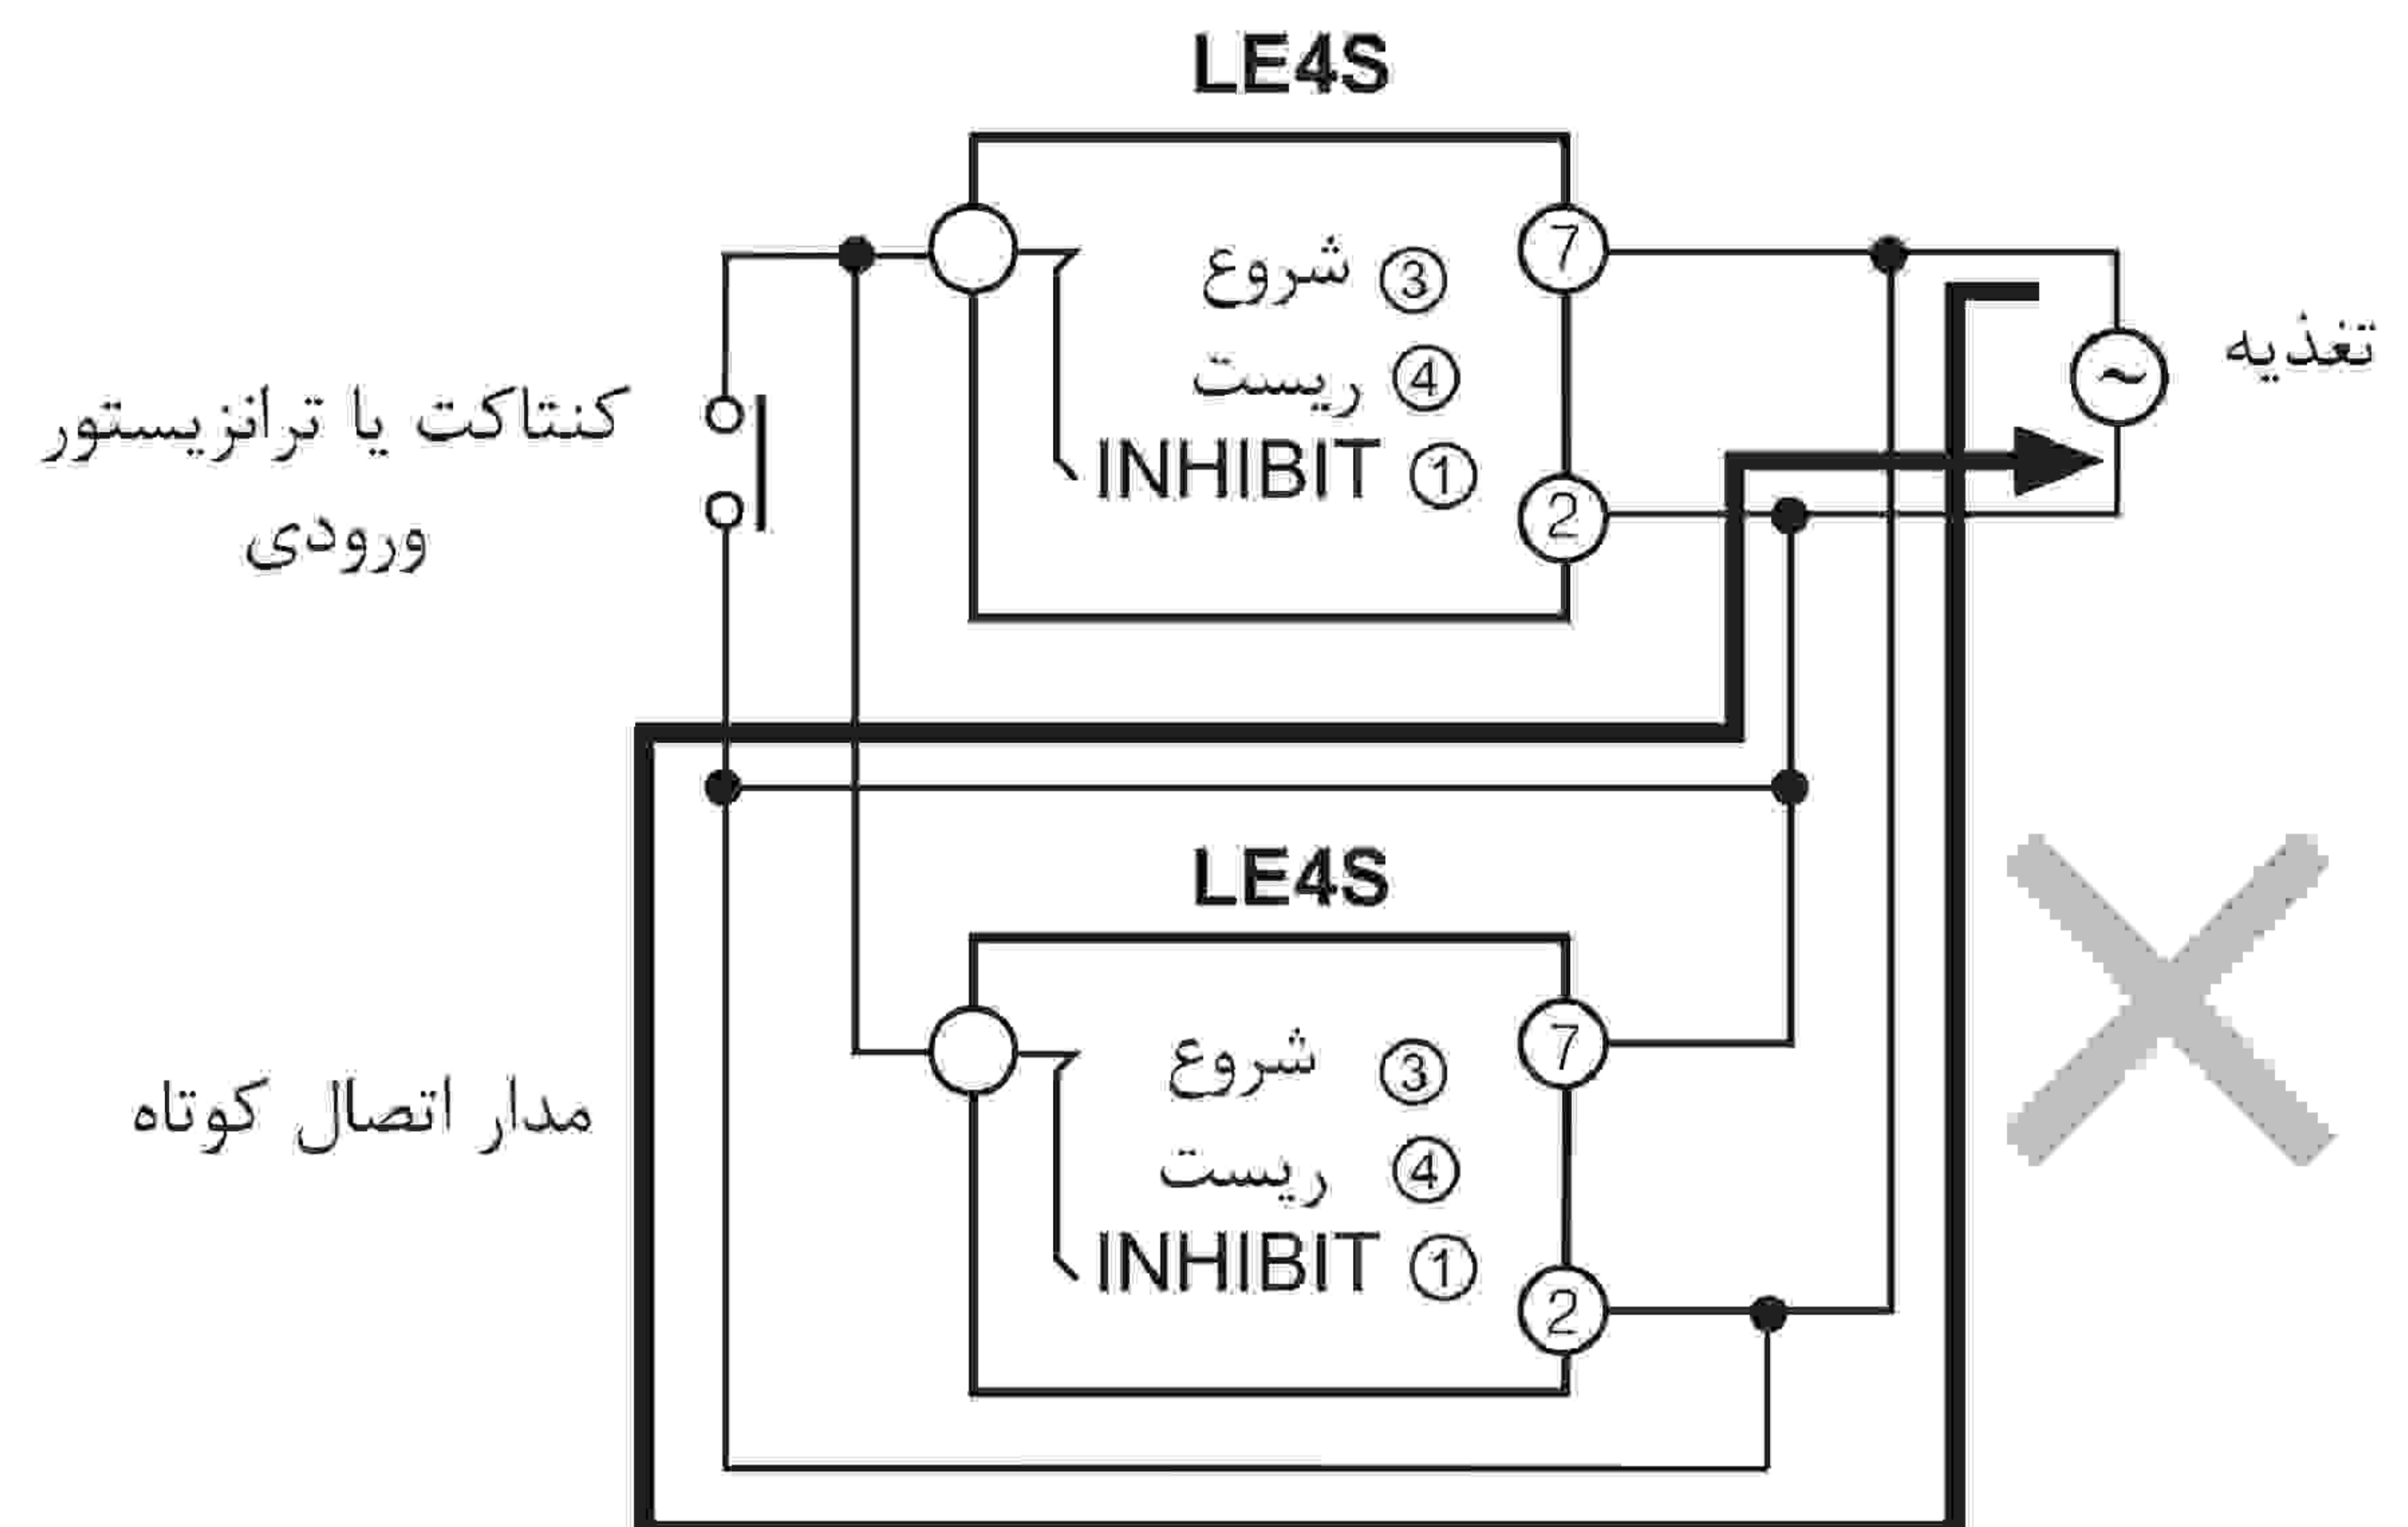 LE4S
7
شروع ③
ریست ④
INHIBIT ①
2
تغذیه
~
کنتاکت یا ترانزیستور
ورودی
LE4S
7
شروع ③
ریست ④
INHIBIT ①
2
مدار اتصال کوتاه